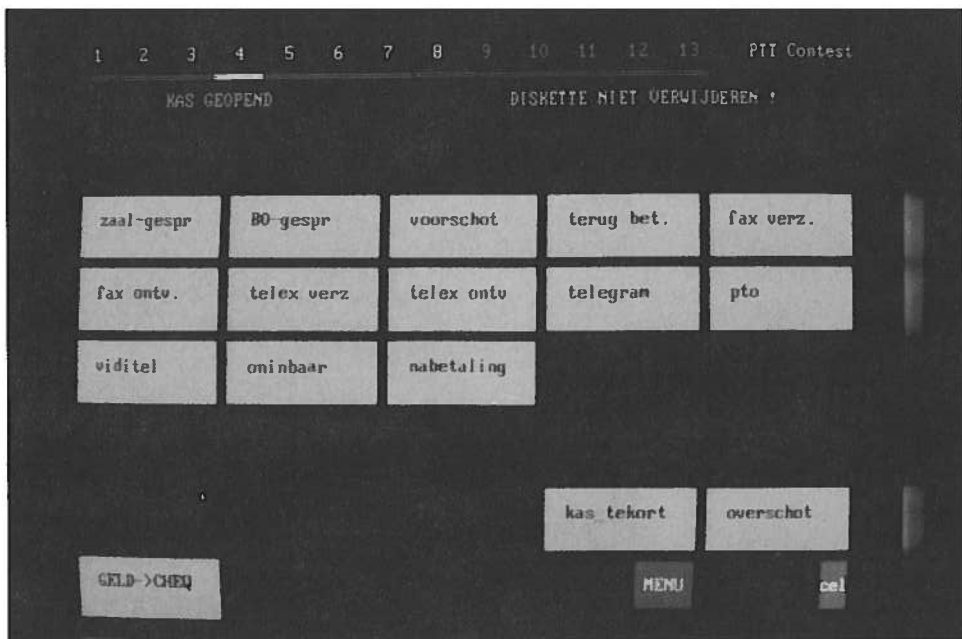 1 2 3 4 5 6 7 8 9 10 11 12 13 PTT Contest
KAS GEOPEND DISKETTE NIET VERWIJDEREN !
zaal-gespr BO-gespr voorschot terug bet. fax verz.
fax ontv. telex verz telex ontv telegram pto
viditel oninbaar nabetaling
kas_tekort overschot
GELD->CHEQ MENU cel